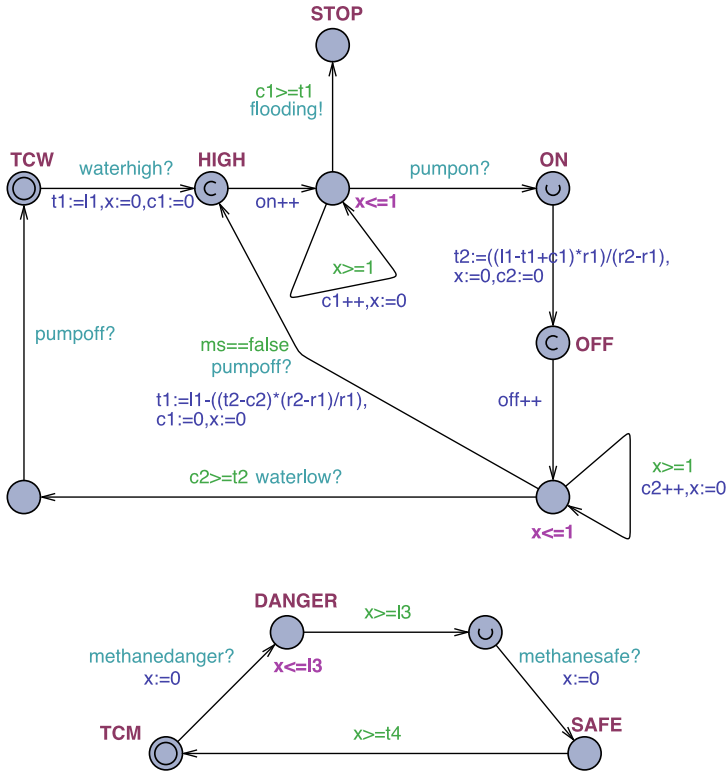 STOP
c1>=t1
flooding!
TCW
waterhigh?
HIGH
pumpon?
ON
C
t1:=l1,x:=0,c1:=0
on++
x<=1
x>=1
c1++,x:=0
t2:=((l1-t1+c1)*r1)/(r2-r1),
x:=0,c2:=0
pumpoff?
ms==false
pumpoff?
C
OFF
t1:=l1-((t2-c2)*(r2-r1)/r1),
c1:=0,x:=0
off++
c2>=t2 waterlow?
x>=1
c2++,x:=0
x<=1
DANGER
x>=l3
methanedanger?
x:=0
x<=l3
methanesafe?
x:=0
TCM
x>=t4
SAFE